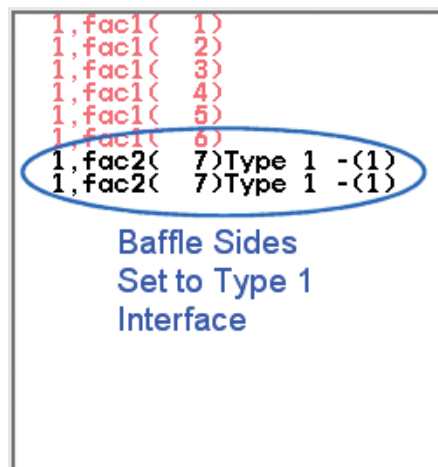 1,fac1(  1)
1,fac1(  2)
1,fac1(  3)
1,fac1(  4)
1,fac1(  5)
1,fac1(  6)
1,fac2(  7)Type 1 -(1)
1,fac2(  7)Type 1 -(1)
Baffle Sides
Set to Type 1
Interface